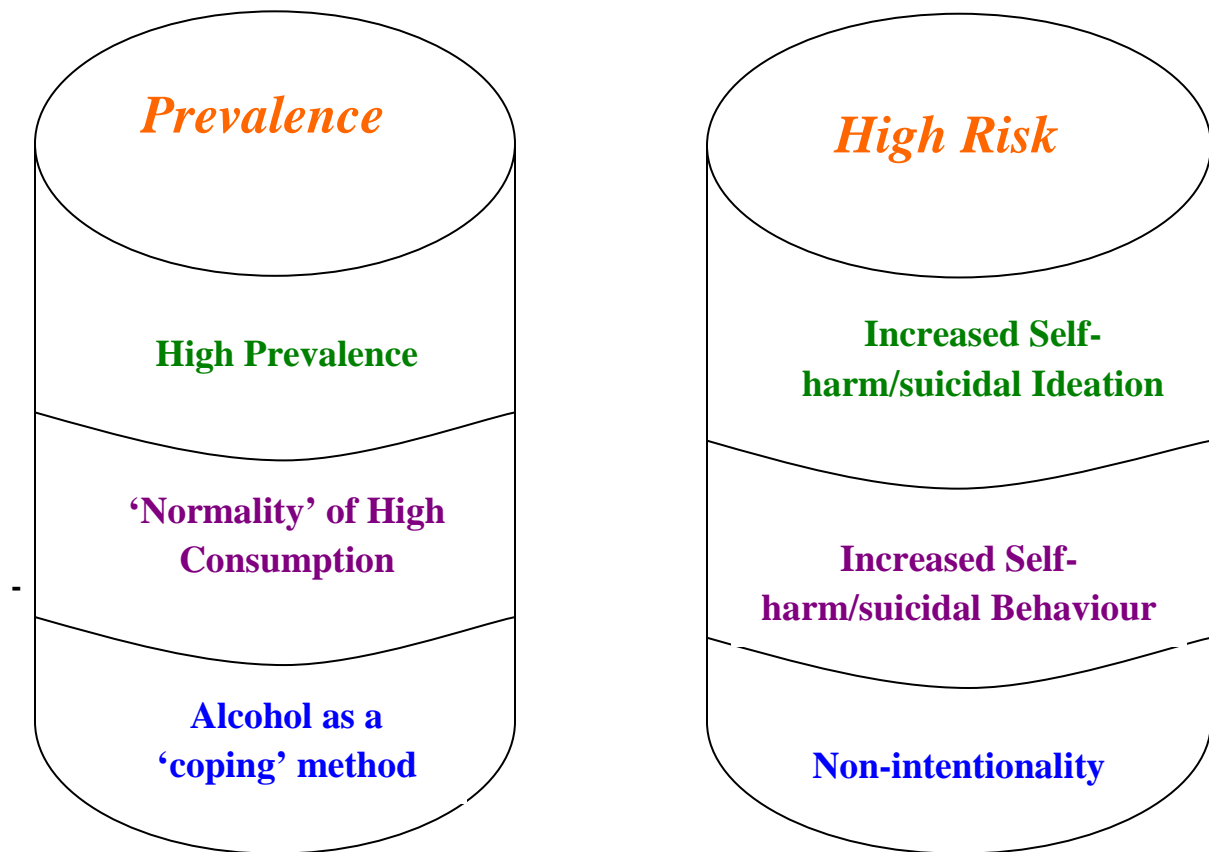 Prevalence
High Prevalence
‘Normality’ of High
Consumption
-
Alcohol as a
‘coping’ method
High Risk
Increased Self-
harm/suicidal Ideation
Increased Self-
harm/suicidal Behaviour
Non-intentionality